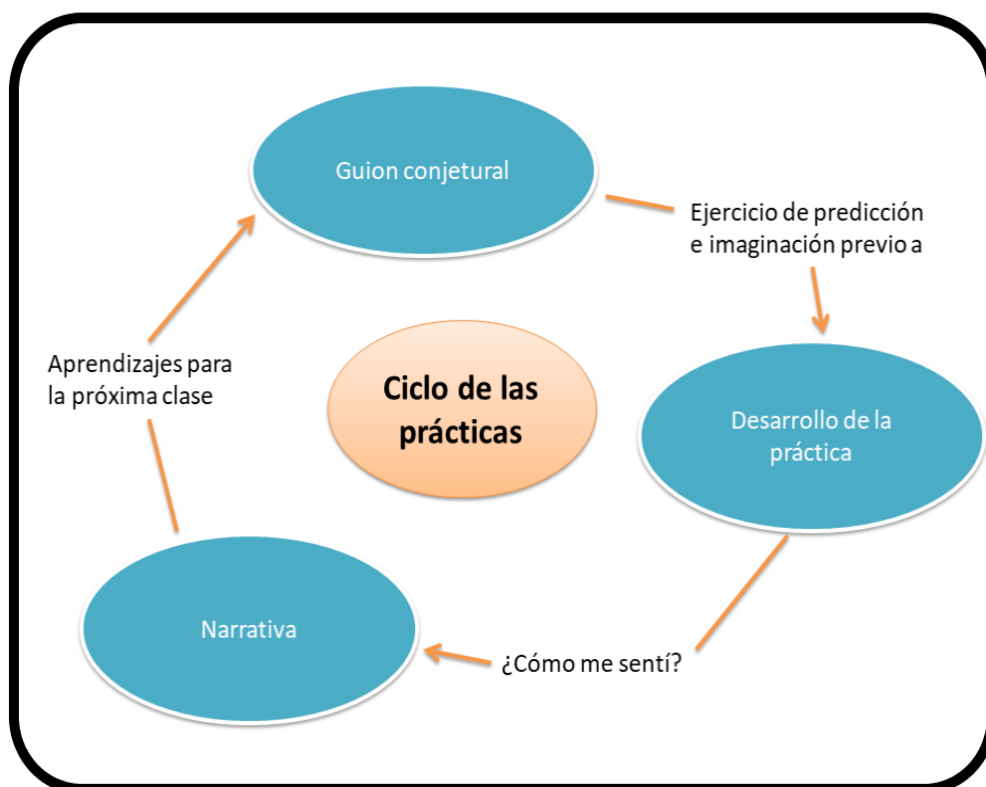 Guion conjetural
Ejercicio de predicción
e imaginación previo a
Aprendizajes para
la próxima clase
Ciclo de las
prácticas
Desarrollo de la
práctica
Narrativa
¿Cómo me sentí?